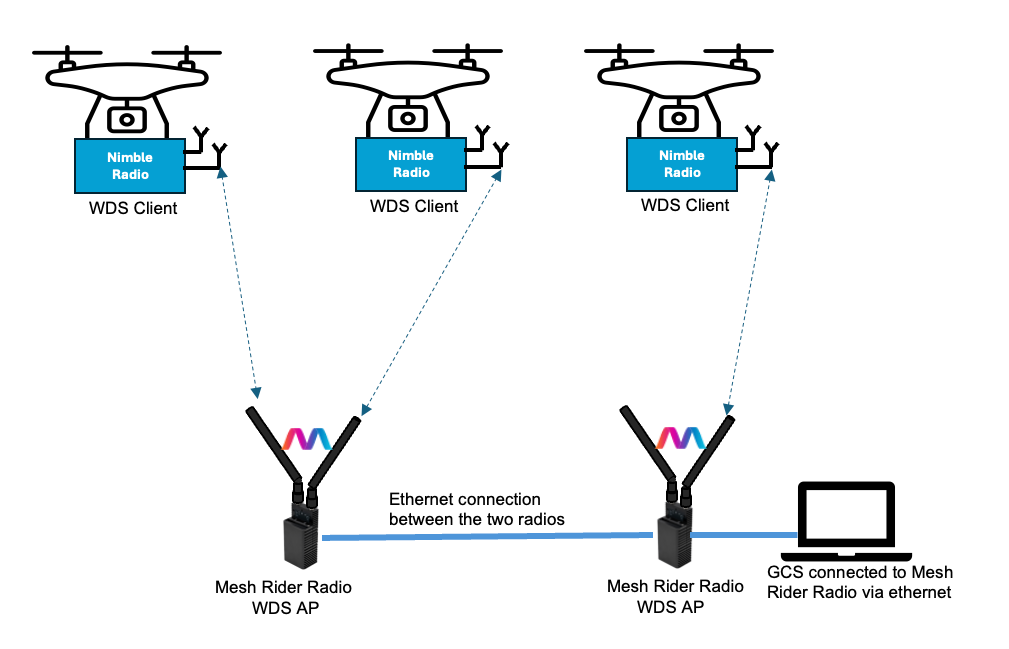 Nimble
Radio
WDS Client
Nimble
Radio
WDS Client
Nimble
Radio
WDS Client
Ethernet connection
between the two radios
Mesh Rider Radio
WDS AP
Mesh Rider Radio
WDS AP
GCS connected to Mesh
Rider Radio via ethernet